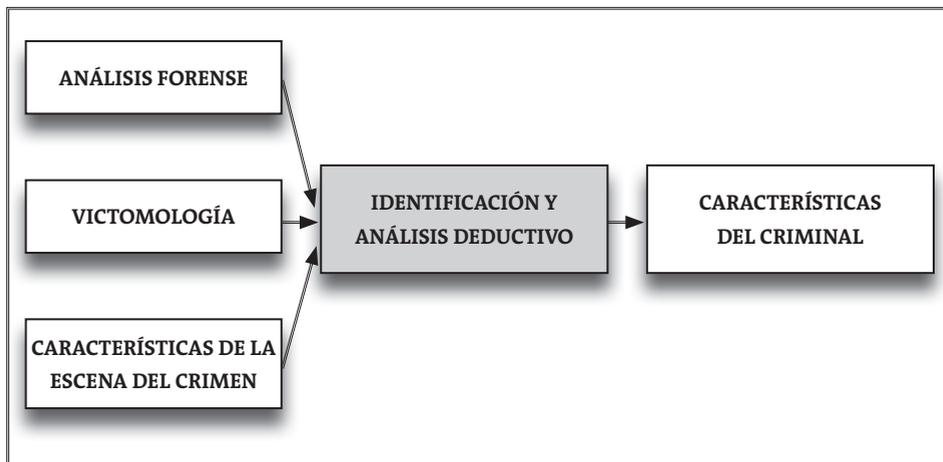 ANÁLISIS FORENSE
VICTOMOLOGÍA
CARACTERÍSTICAS DE LA
ESCENA DEL CRIMEN
IDENTIFICACIÓN Y
ANÁLISIS DEDUCTIVO
CARACTERÍSTICAS
DEL CRIMINAL